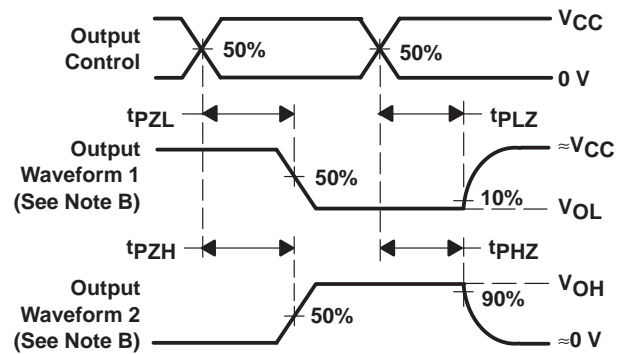 VCC
Output
Control
50%
50%
0 V
tPZL
tPLZ
Output
Waveform 1
(See Note B)
≈VCC
50%
10%
VOL
tPZH
tPHZ
Output
Waveform 2
(See Note B)
VOH
90%
50%
≈0 V